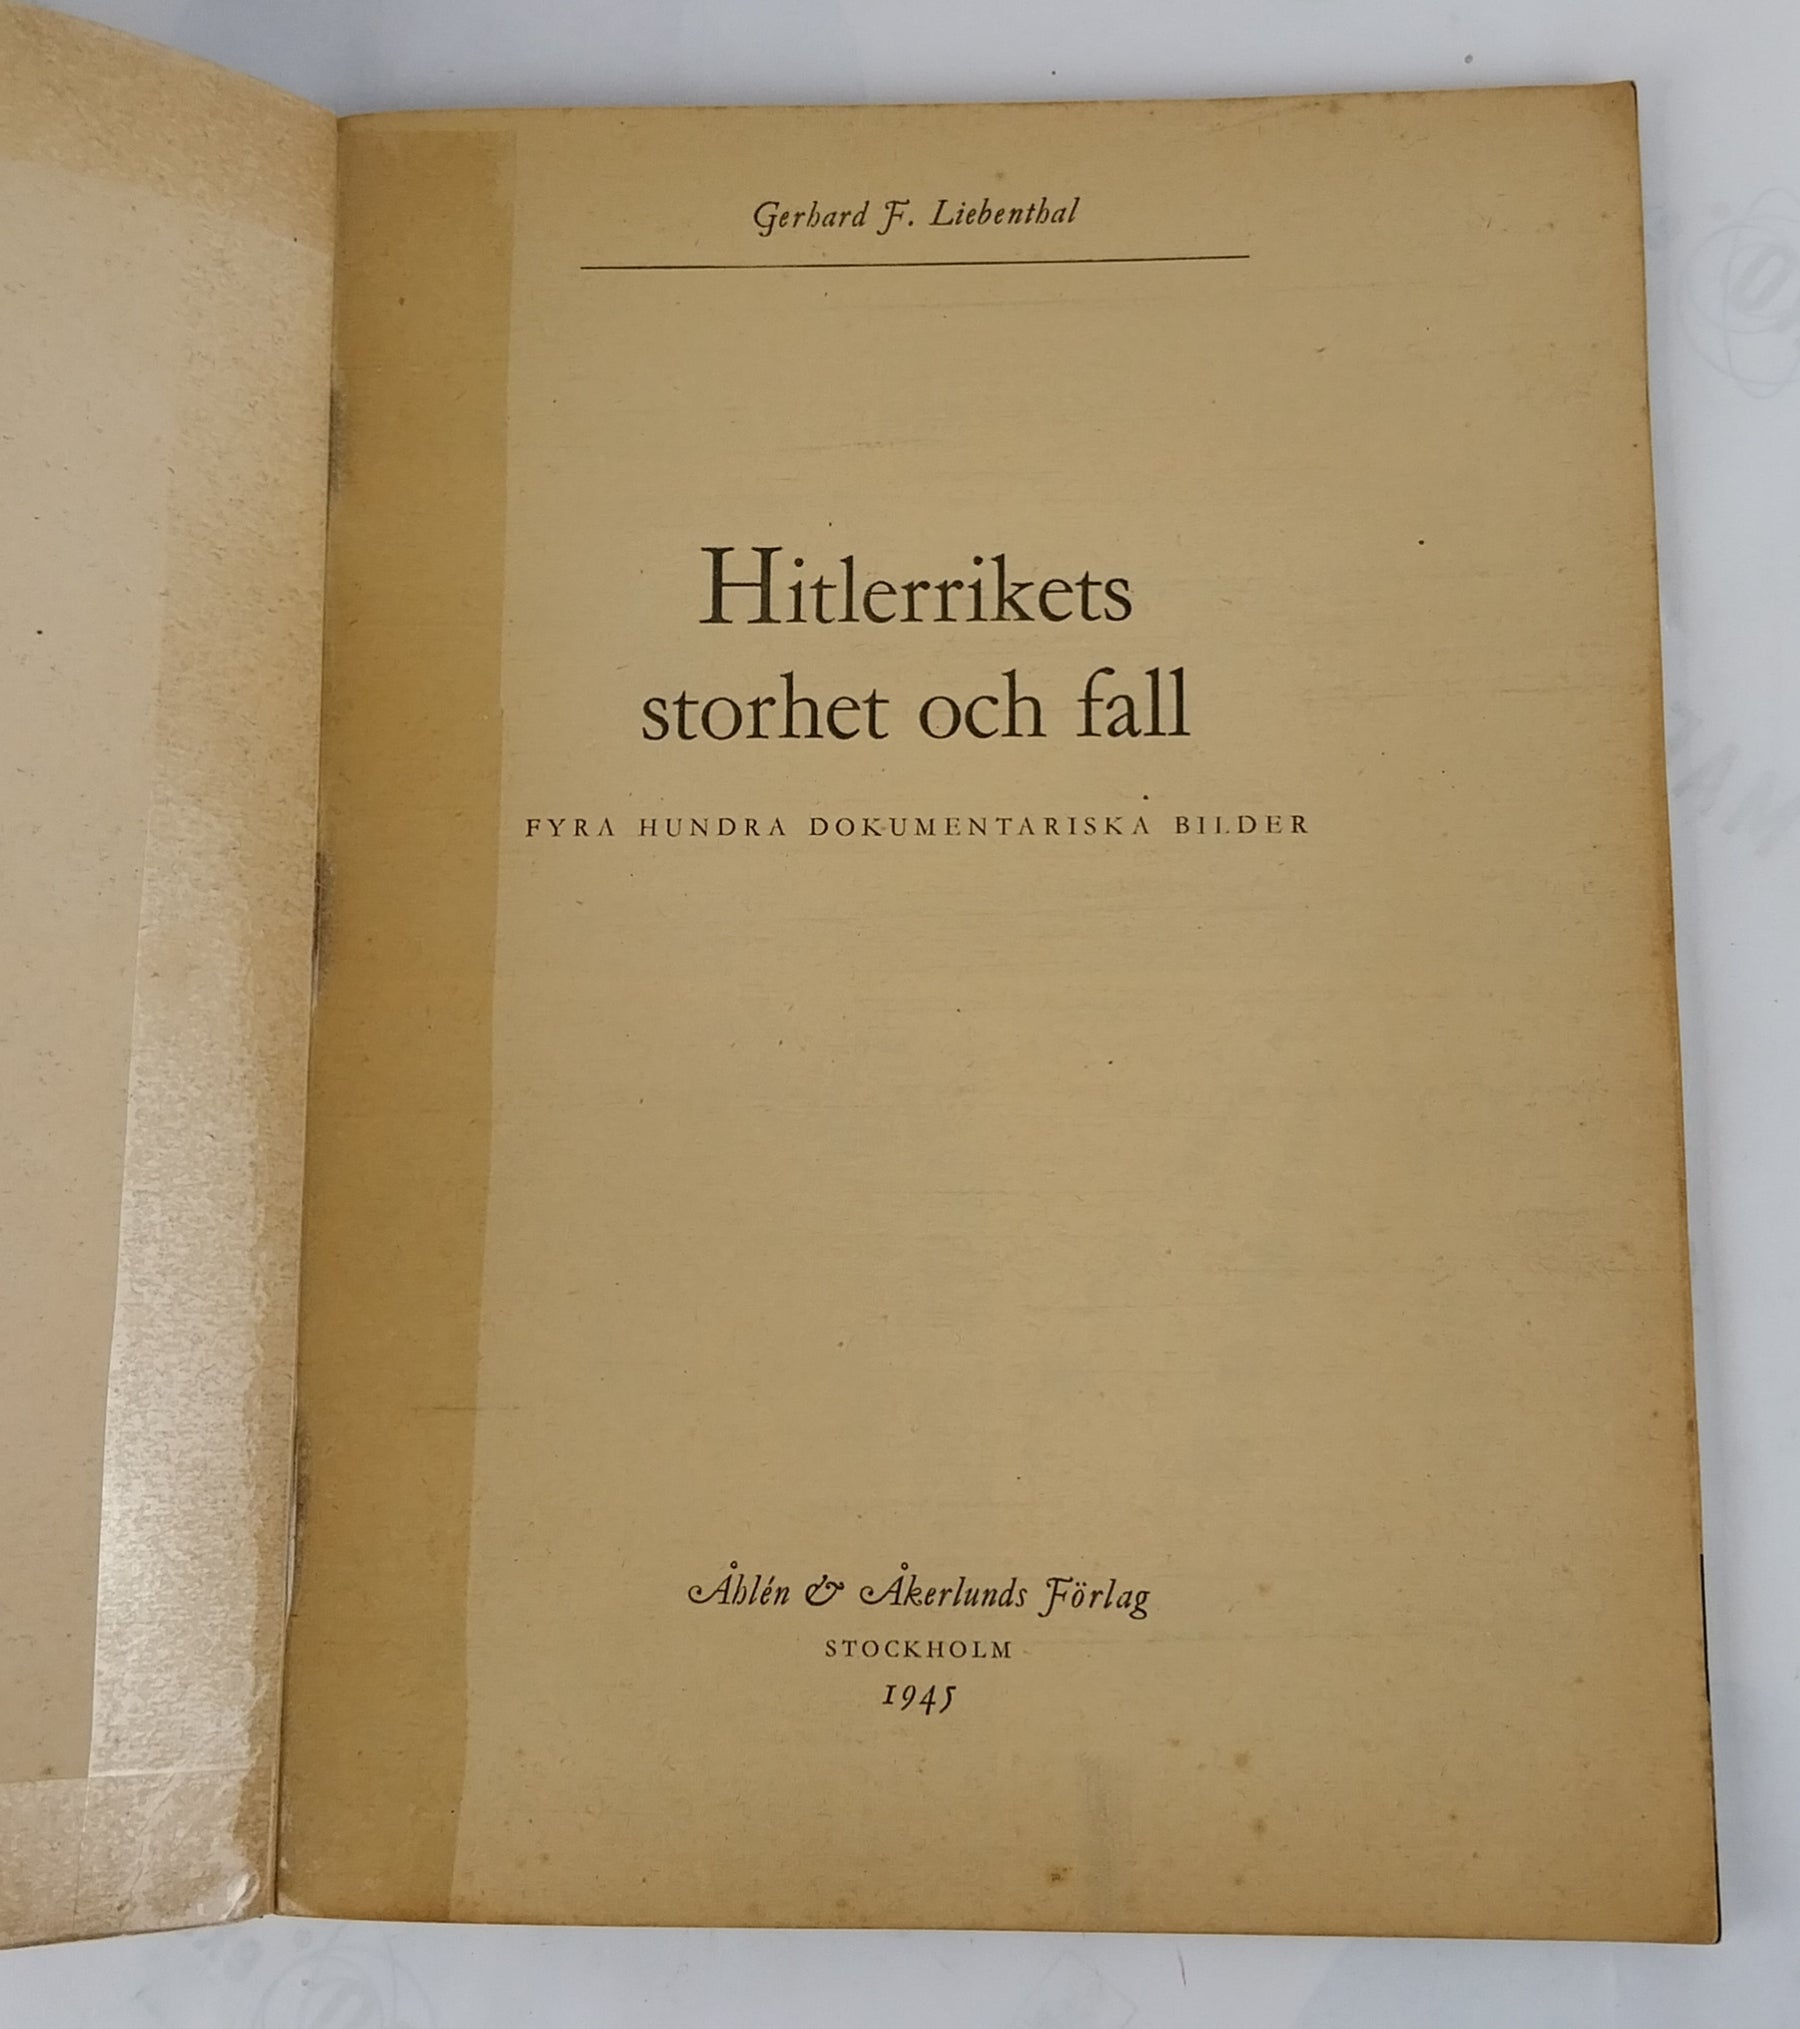 Gerhard F. Liebenthal
Hitlerrikets
storhet och fall
FYRA HUNDRA DOKUMENTARISKA BILDER
Åhlén & Åkerlunds Förlag
STOCKHOLM
1945